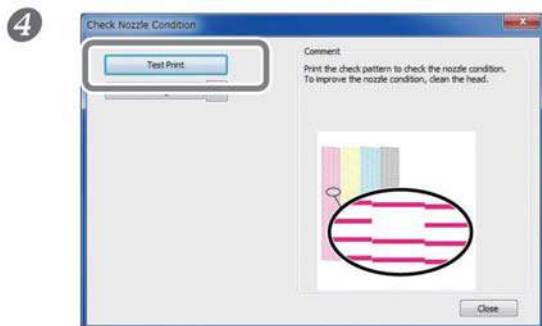 4
Check Nozzle Condition
Test Print
Comment
Print the check pattern to check the nozzle condition.
To improve the nozzle condition, clean the head.
Close